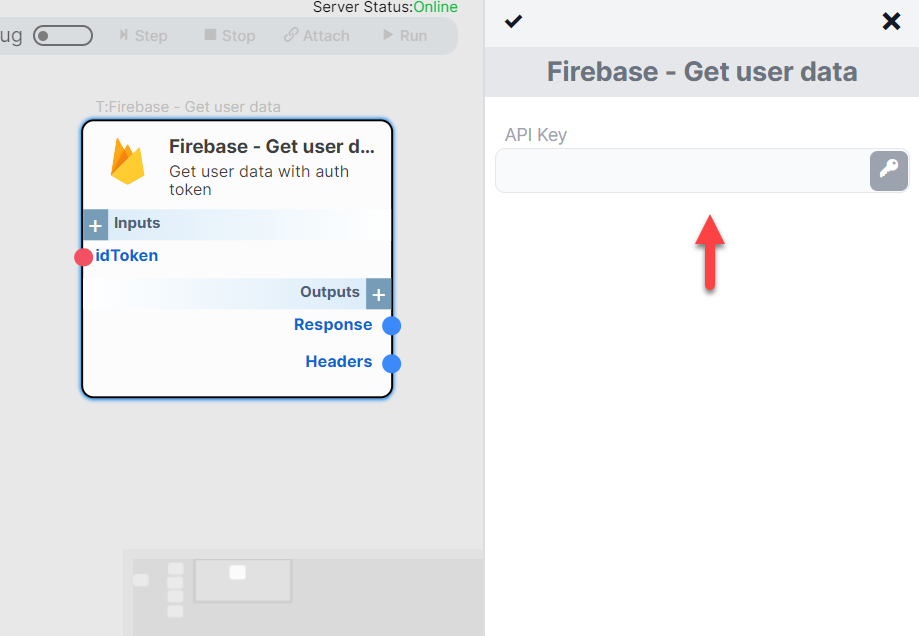 Server Status:Online
ug
Step
Stop
Attach
Run
T:Firebase - Get user data
Firebase - Get user d...
Get user data with auth
token
+ Inputs
idToken
Outputs +
Response
Headers
Firebase - Get user data
API Key